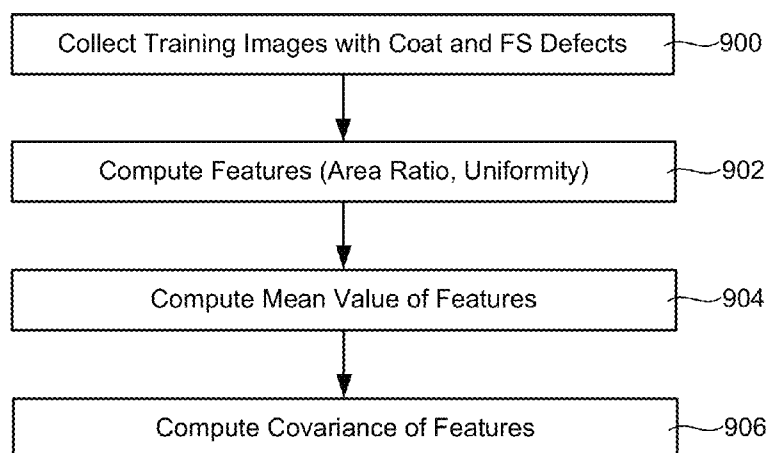 Collect Training Images with Coat and FS Defects 900
Compute Features (Area Ratio, Uniformity) 902
Compute Mean Value of Features 904
Compute Covariance of Features 906